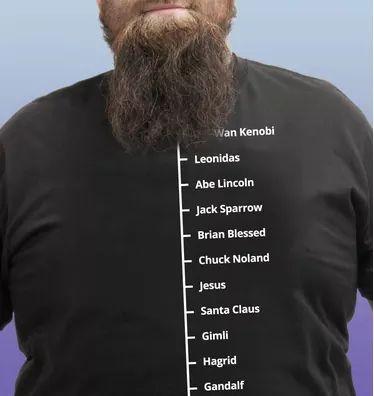 Wan Kenobi
Leonidas
Abe Lincoln
Jack Sparrow
Brian Blessed
Chuck Noland
Jesus
Santa Claus
Gimli
Hagrid
Gandalf